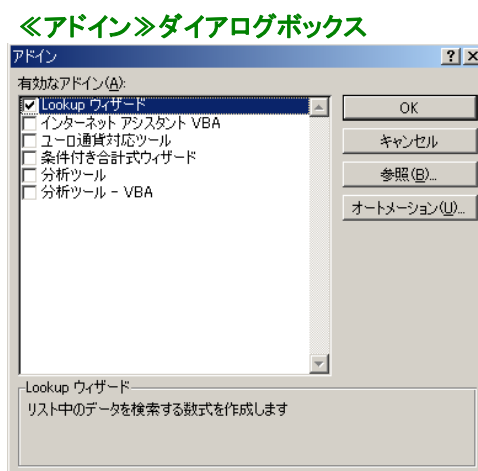 ≪アドイン≫ダイアログボックス
アドイン
有効なアドイン(A):
Lookup ウィザード
インターネット アシスタント VBA
ユーロ通貨対応ツール
条件付き合計式ウィザード
分析ツール
分析ツール - VBA
OK
キャンセル
参照(B)...
オートメーション(U)...
Lookup ウィザード
リスト中のデータを検索する数式を作成します